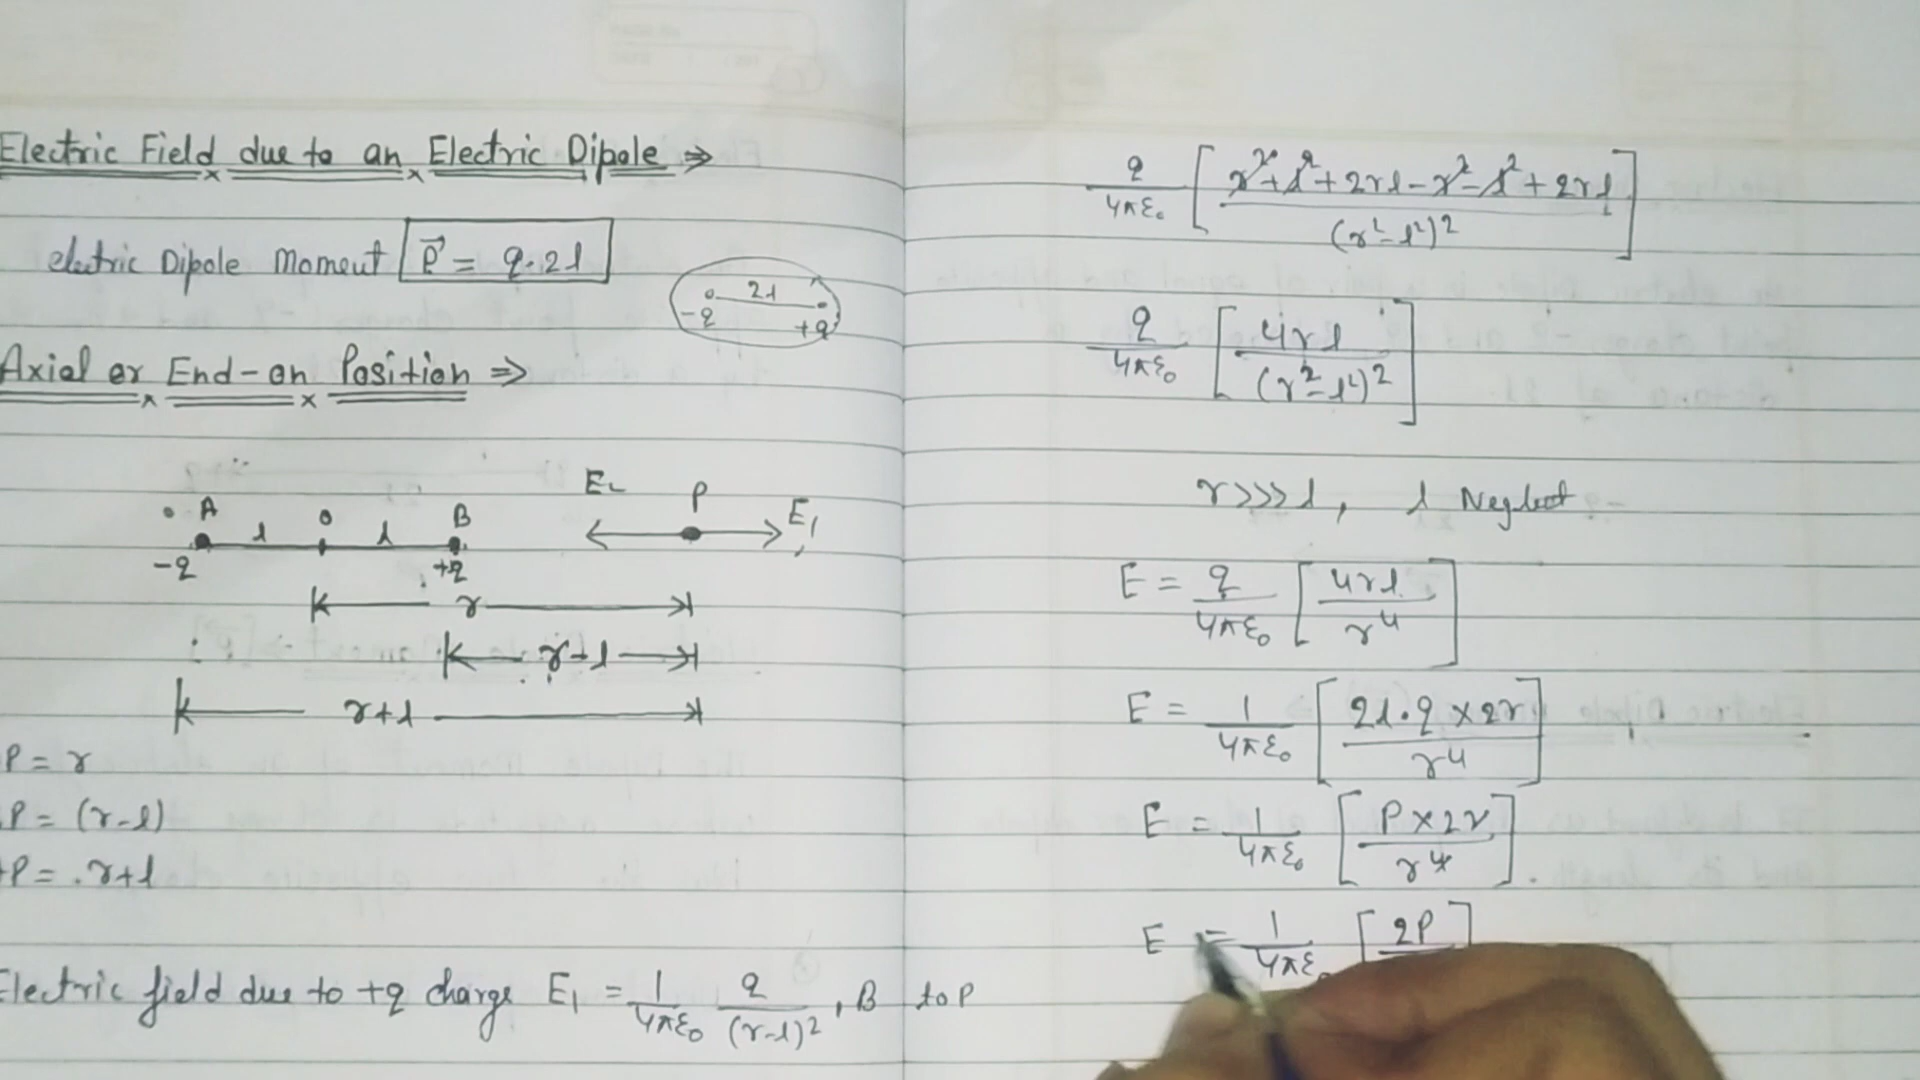 Electric Field due to an Electric Dipole ⇒
electric Dipole Moment P⃗ = q.2l
2l
-q
+q
Axial or End-on Position ⇒
A O B E₂ P E₁
l l
-q +q
r
r+l
r+l
P = r
P = (r-l)
P = .r+l
Electric field due to +q charge E₁ = 1/4πε₀ q/(r-l)², B to P
q/4πε₀ [r²+l²+2rl-r²-l²+2rl/(r²-l²)²]
q/4πε₀ [4rl/(r²-l²)²]
r>>>l, l Neglect
E = q/4πε₀ [4rl/r⁴]
E = 1/4πε₀ [2l.q×2r/r⁴]
E = 1/4πε₀ [P×2r/r⁴]
E = 1/4πε₀ [2P